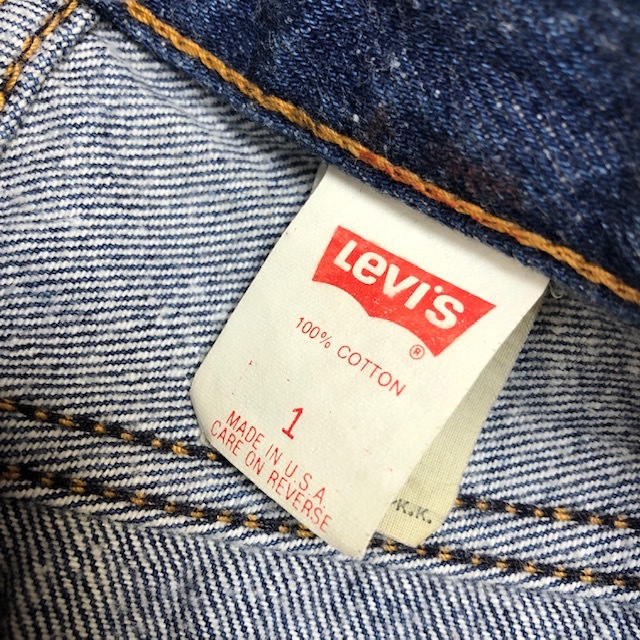 Levi's
®
100% COTTON
1
MADE IN U.S.A
CARE ON REVERSE
K.K.